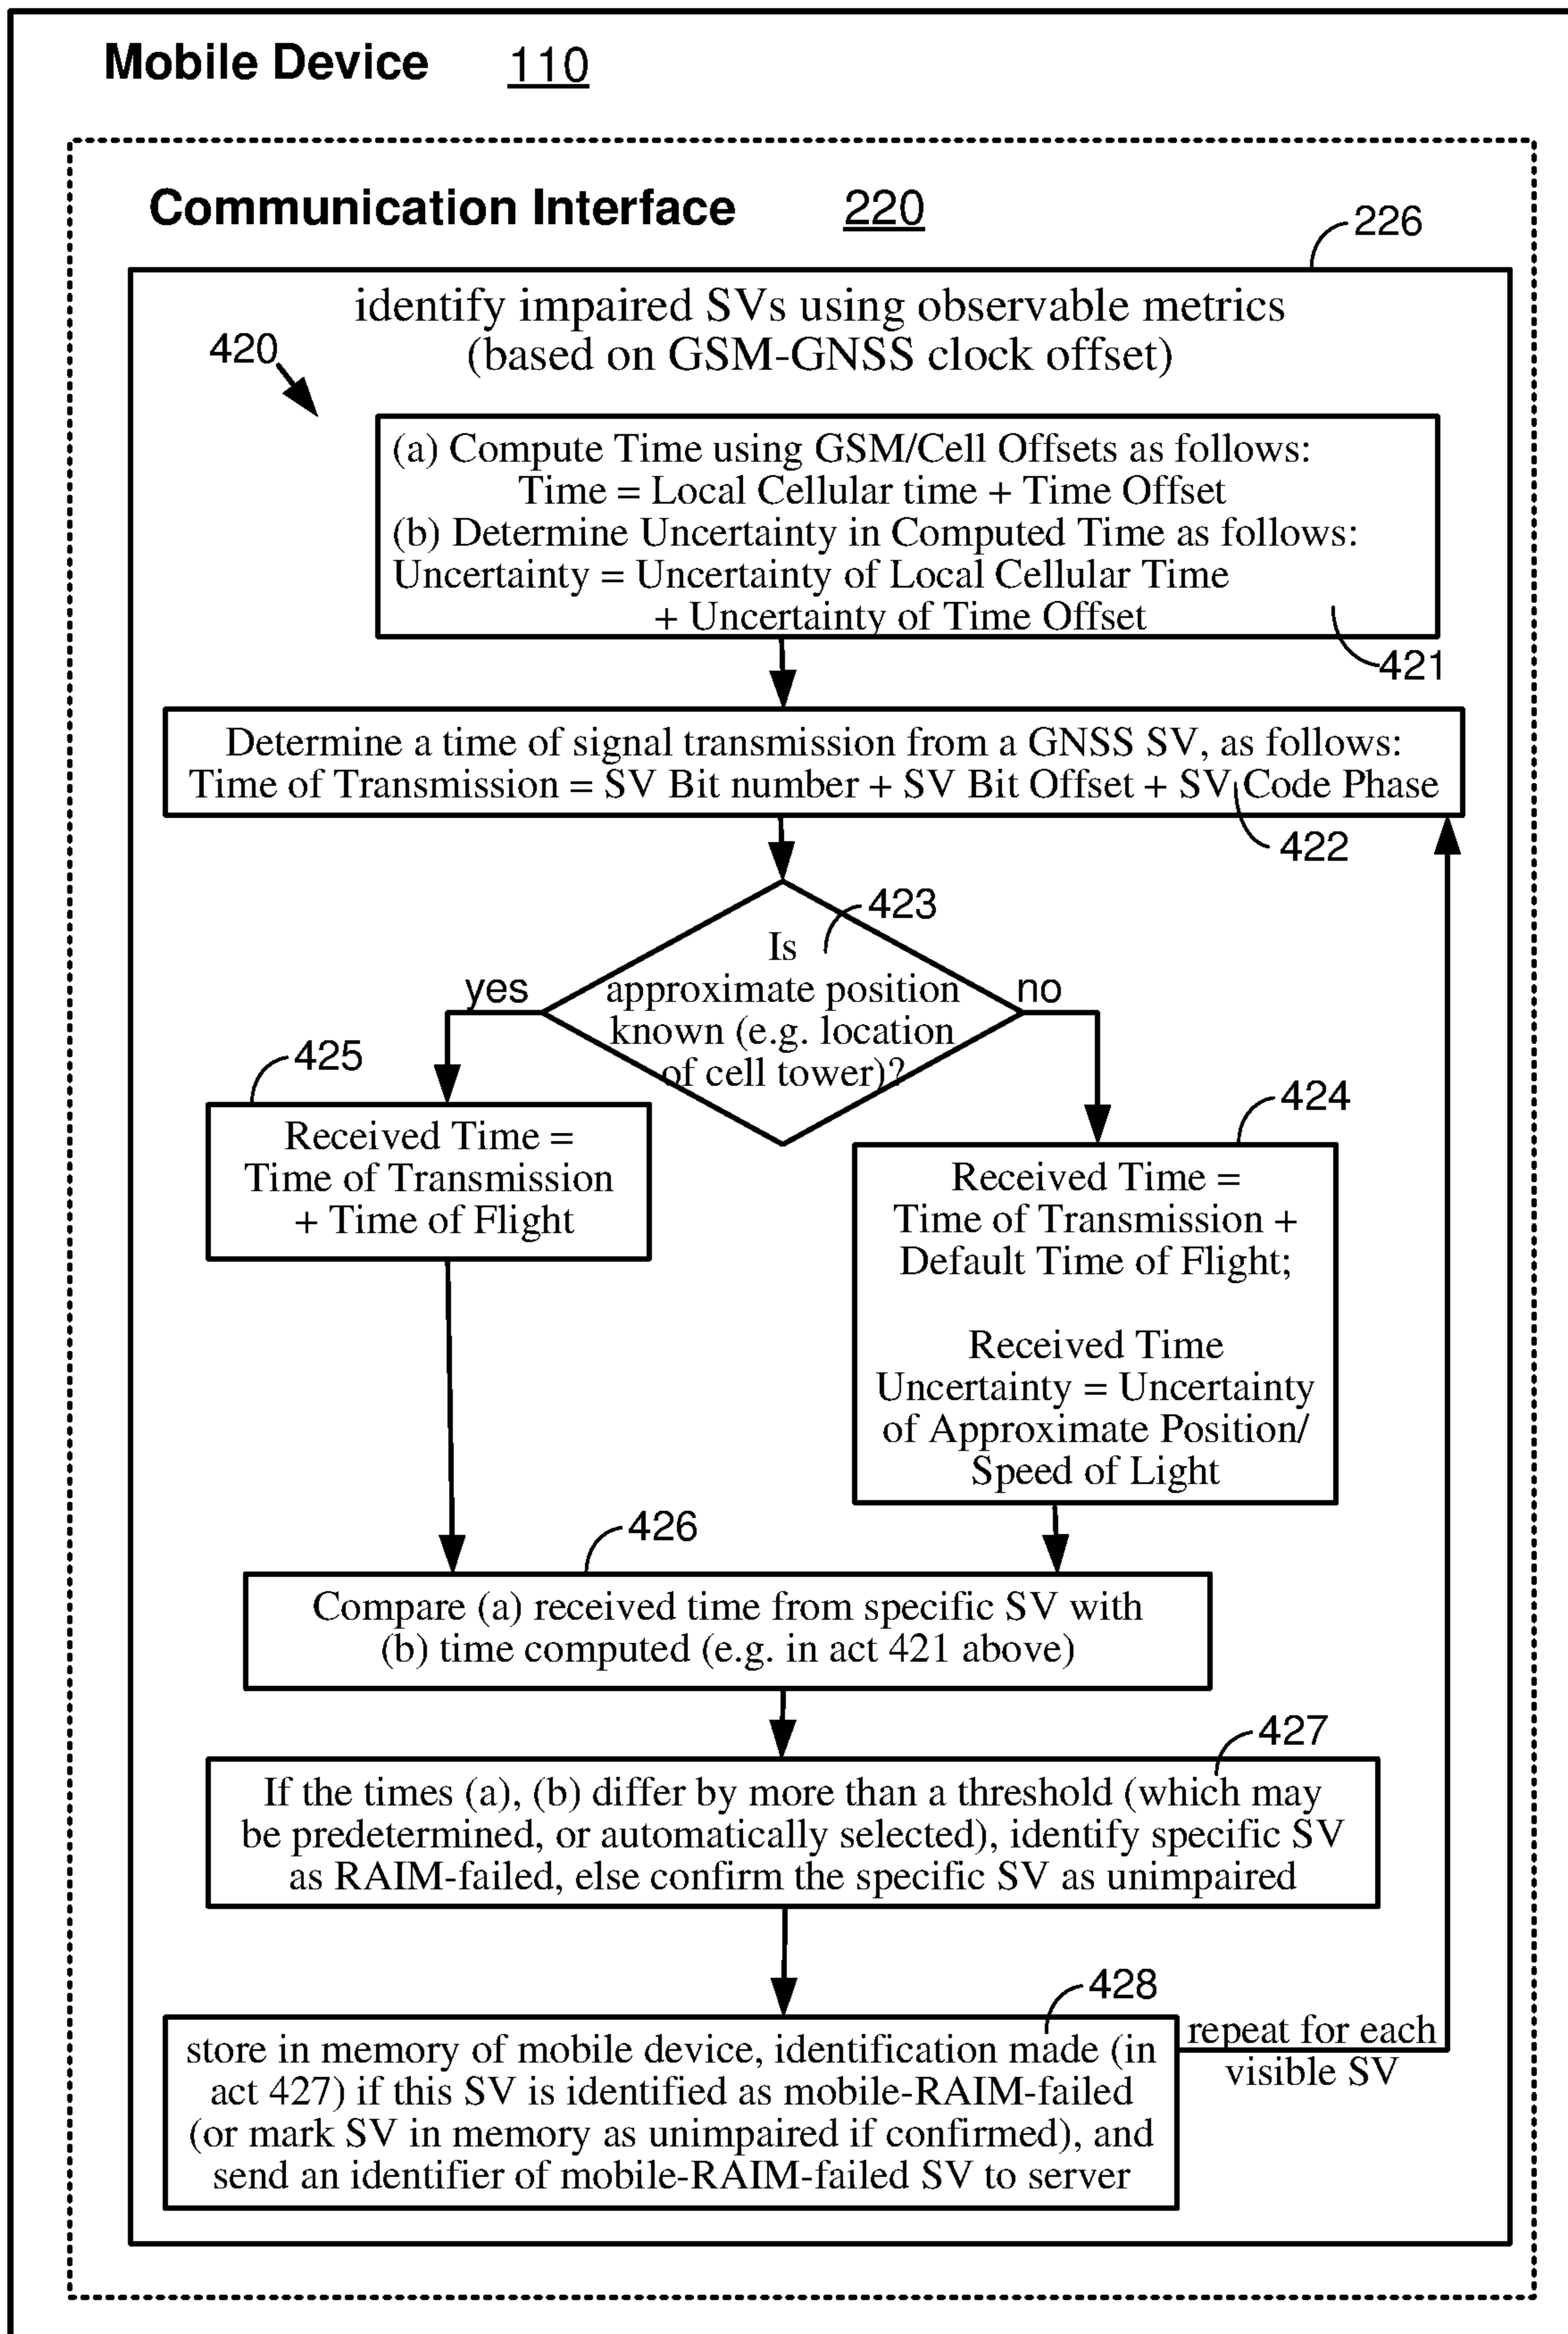 Mobile Device 110
Communication Interface 220
226
identify impaired SVs using observable metrics
(based on GSM-GNSS clock offset)
420
(a) Compute Time using GSM/Cell Offsets as follows:
Time = Local Cellular time + Time Offset
(b) Determine Uncertainty in Computed Time as follows:
Uncertainty = Uncertainty of Local Cellular Time
+ Uncertainty of Time Offset
421
Determine a time of signal transmission from a GNSS SV, as follows:
Time of Transmission = SV Bit number + SV Bit Offset + SV Code Phase
422
423
Is
approximate position
known (e.g. location
of cell tower)?
yes
no
425
Received Time =
Time of Transmission
+ Time of Flight
424
Received Time =
Time of Transmission +
Default Time of Flight;
Received Time
Uncertainty = Uncertainty
of Approximate Position/
Speed of Light
426
Compare (a) received time from specific SV with
(b) time computed (e.g. in act 421 above)
427
If the times (a), (b) differ by more than a threshold (which may
be predetermined, or automatically selected), identify specific SV
as RAIM-failed, else confirm the specific SV as unimpaired
428
store in memory of mobile device, identification made (in
act 427) if this SV is identified as mobile-RAIM-failed
(or mark SV in memory as unimpaired if confirmed), and
send an identifier of mobile-RAIM-failed SV to server
repeat for each
visible SV